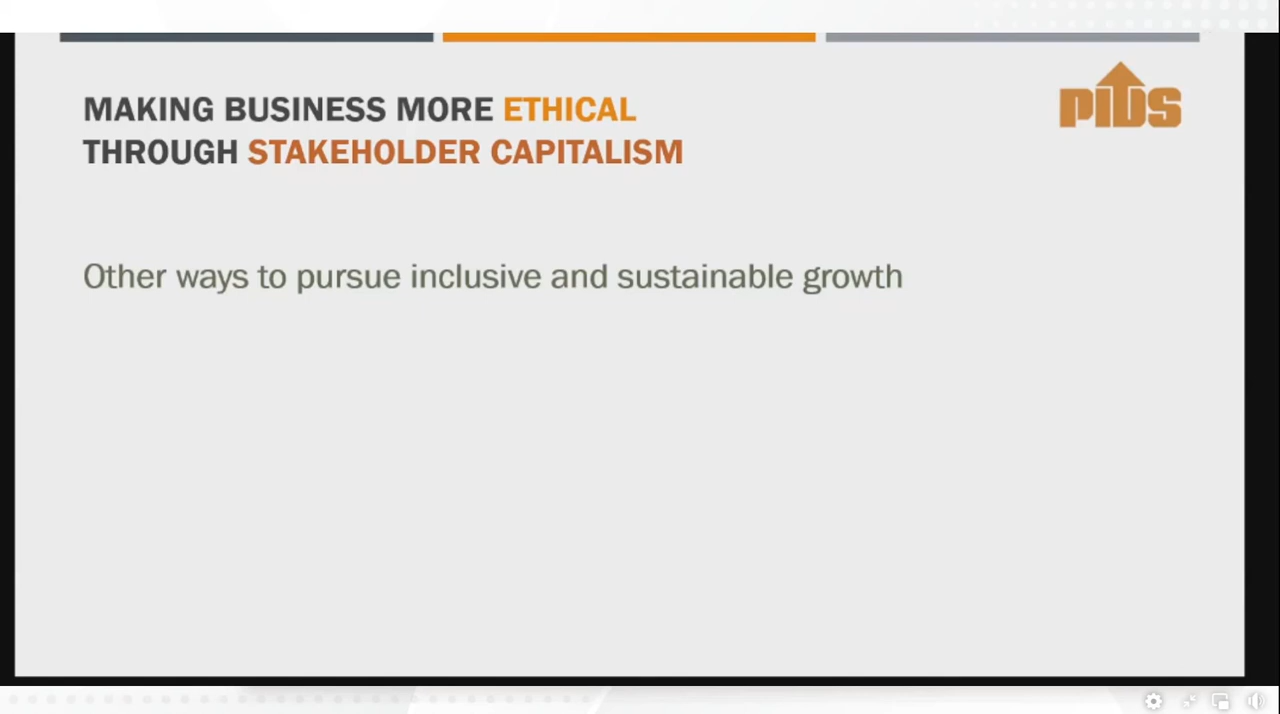 MAKING BUSINESS MORE ETHICAL
THROUGH STAKEHOLDER CAPITALISM
PIDS
Other ways to pursue inclusive and sustainable growth